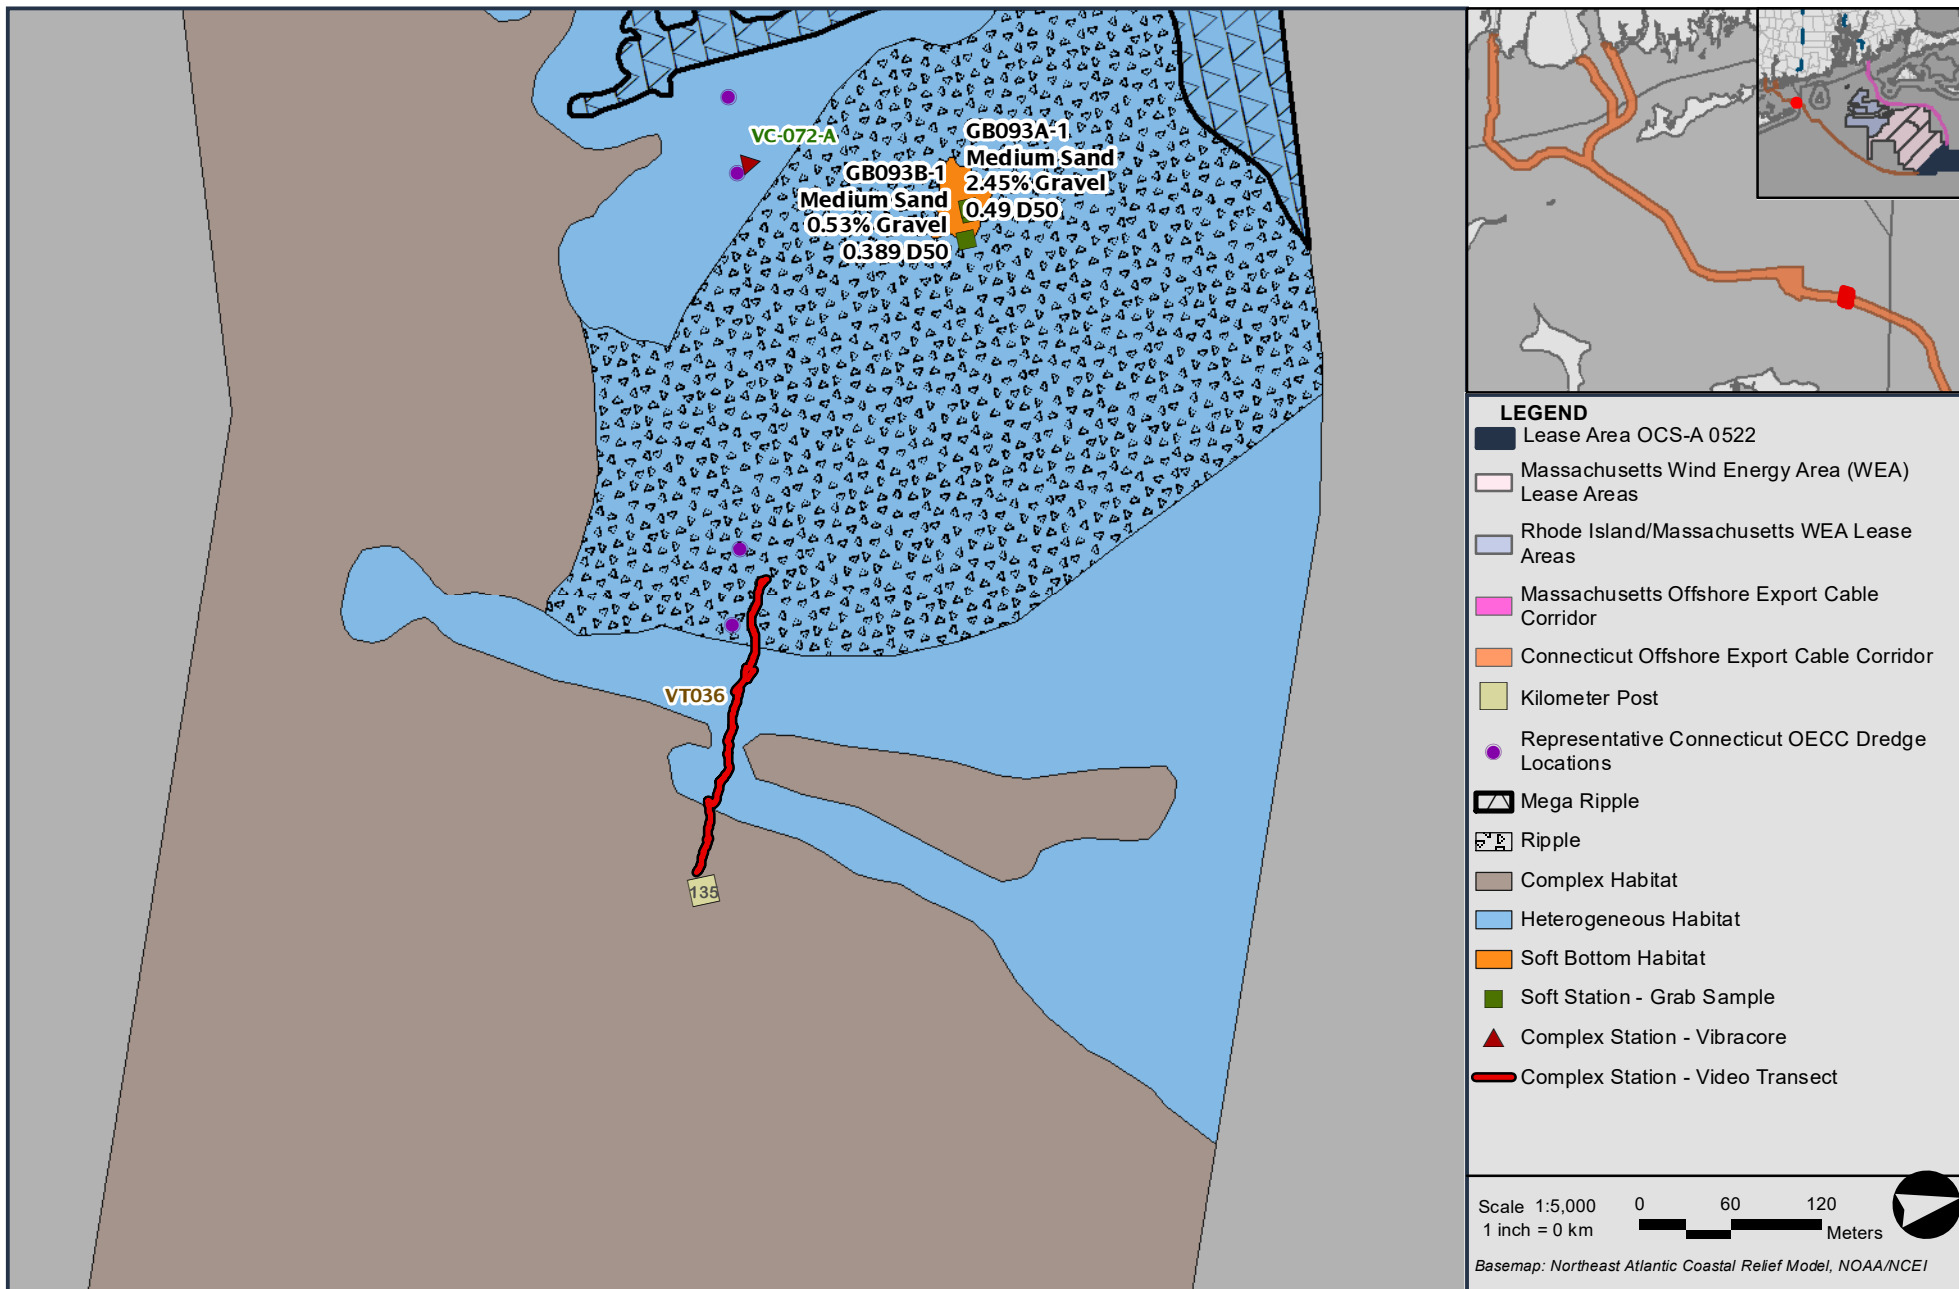 VC-072-A
GB093A-1
Medium Sand
2.45% Gravel
0.49 D50
GB093B-1
Medium Sand
0.53% Gravel
0.389 D50
VT036
135
LEGEND
Lease Area OCS-A 0522
Massachusetts Wind Energy Area (WEA)
Lease Areas
Rhode Island/Massachusetts WEA Lease
Areas
Massachusetts Offshore Export Cable
Corridor
Connecticut Offshore Export Cable Corridor
Kilometer Post
Representative Connecticut OECC Dredge
Locations
Mega Ripple
Ripple
Complex Habitat
Heterogeneous Habitat
Soft Bottom Habitat
Soft Station - Grab Sample
Complex Station - Vibracore
Complex Station - Video Transect
Scale 1:5,000
1 inch = 0 km
0 60 120
Meters
Basemap: Northeast Atlantic Coastal Relief Model, NOAA/NCEI